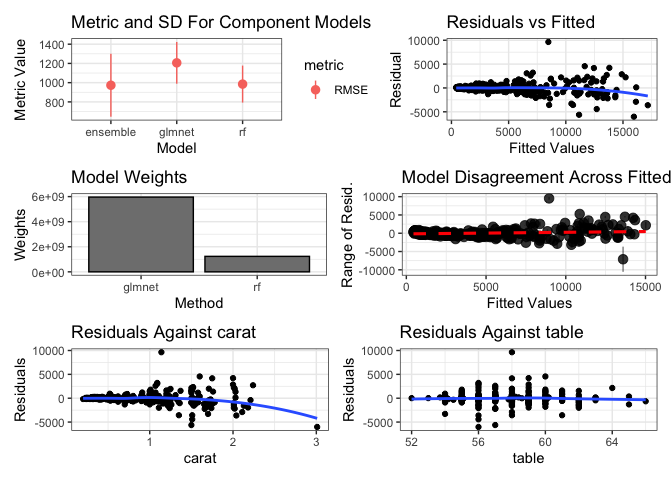 Metric and SD For Component Models
Metric Value
1400
1200
1000
800
ensemble glmnet rf
Model
metric
RMSE
Residuals vs Fitted
Residual
10000
5000
0
-5000
0 5000 10000 15000
Fitted Values
Model Weights
Weights
6e+09
4e+09
2e+09
0e+00
glmnet rf
Method
Model Disagreement Across Fitted
Range of Resid.
10000
5000
0
-5000
-10000
0 5000 10000 15000
Fitted Values
Residuals Against carat
Residuals
10000
5000
0
-5000
1 2 3
carat
Residuals Against table
Residuals
10000
5000
0
-5000
52 56 60 64
table